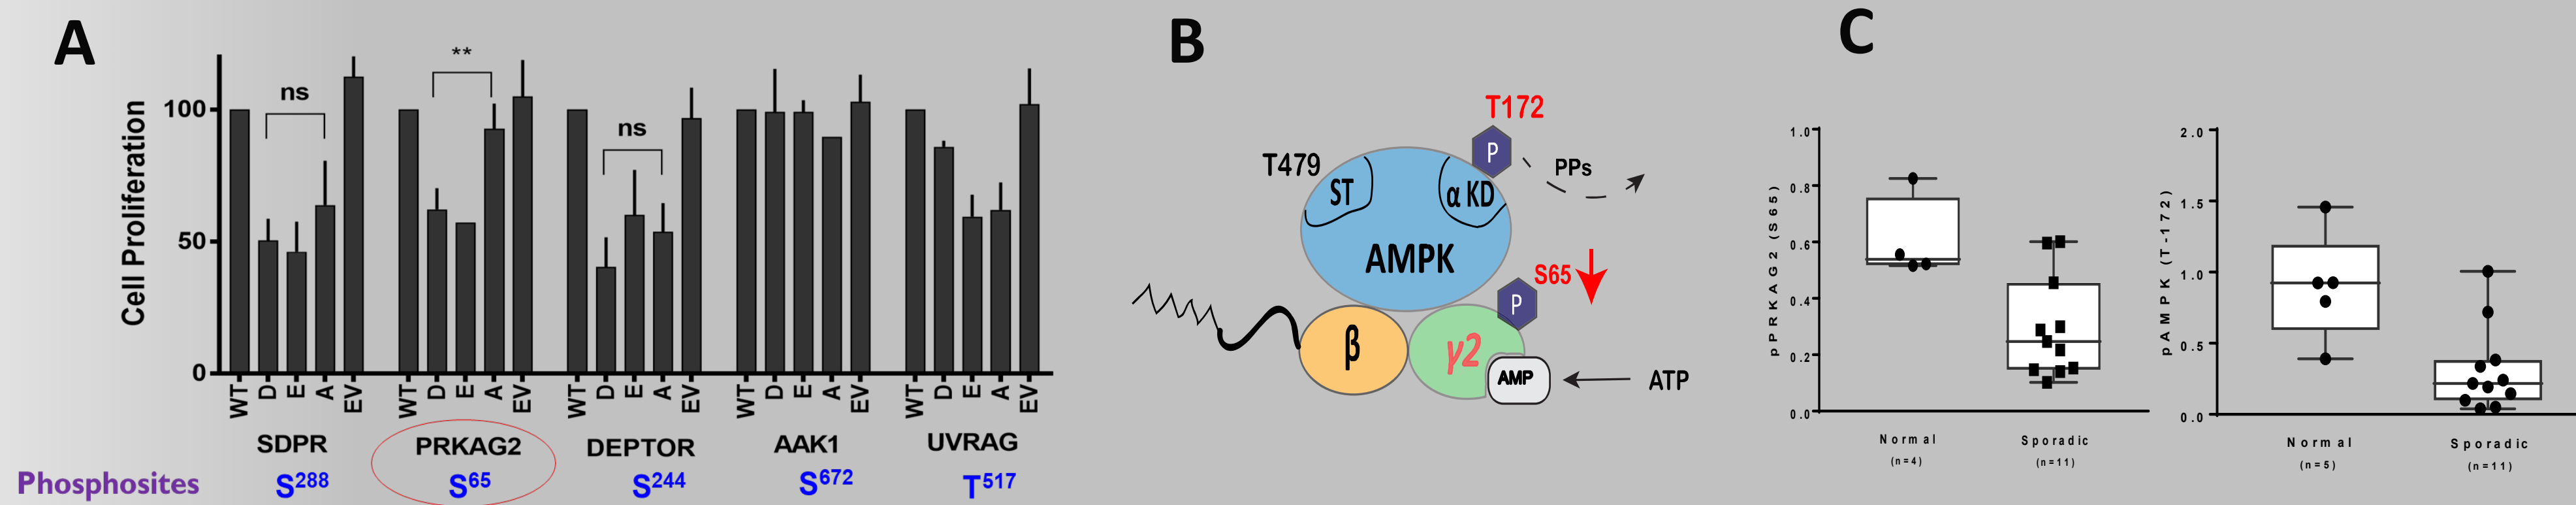 A
Cell Proliferation
100
50
0
ns
**
ns
WT D E A EV
WT D E A EV
WT D E A EV
WT D E A EV
WT D E A EV
SDPR PRKAG2 DEPTOR AAK1 UVRAG
Phosphosites S288 S65 S244 S672 T517
B
T172
T479
P
PPs
ST
α KD
AMPK
S65
P
β
γ2
AMP
ATP
C
pPRKAG2 (S65)
1.0
0.8
0.6
0.4
0.2
0.0
Normal
(n=4)
Sporadic
(n=11)
pAMPK (T-172)
2.0
1.5
1.0
0.5
0.0
Normal
(n=5)
Sporadic
(n=11)